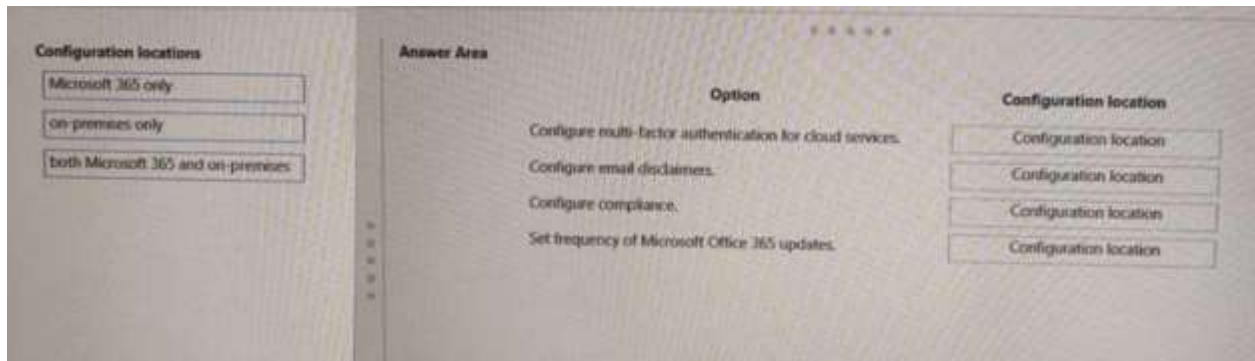 Configuration locations
Microsoft 365 only
on-premises only
both Microsoft 365 and on-premises
Answer Area
Option
Configuration location
Configure multi-factor authentication for cloud services.
Configuration location
Configure email disclaimers.
Configuration location
Configure compliance.
Configuration location
Set frequency of Microsoft Office 365 updates.
Configuration location